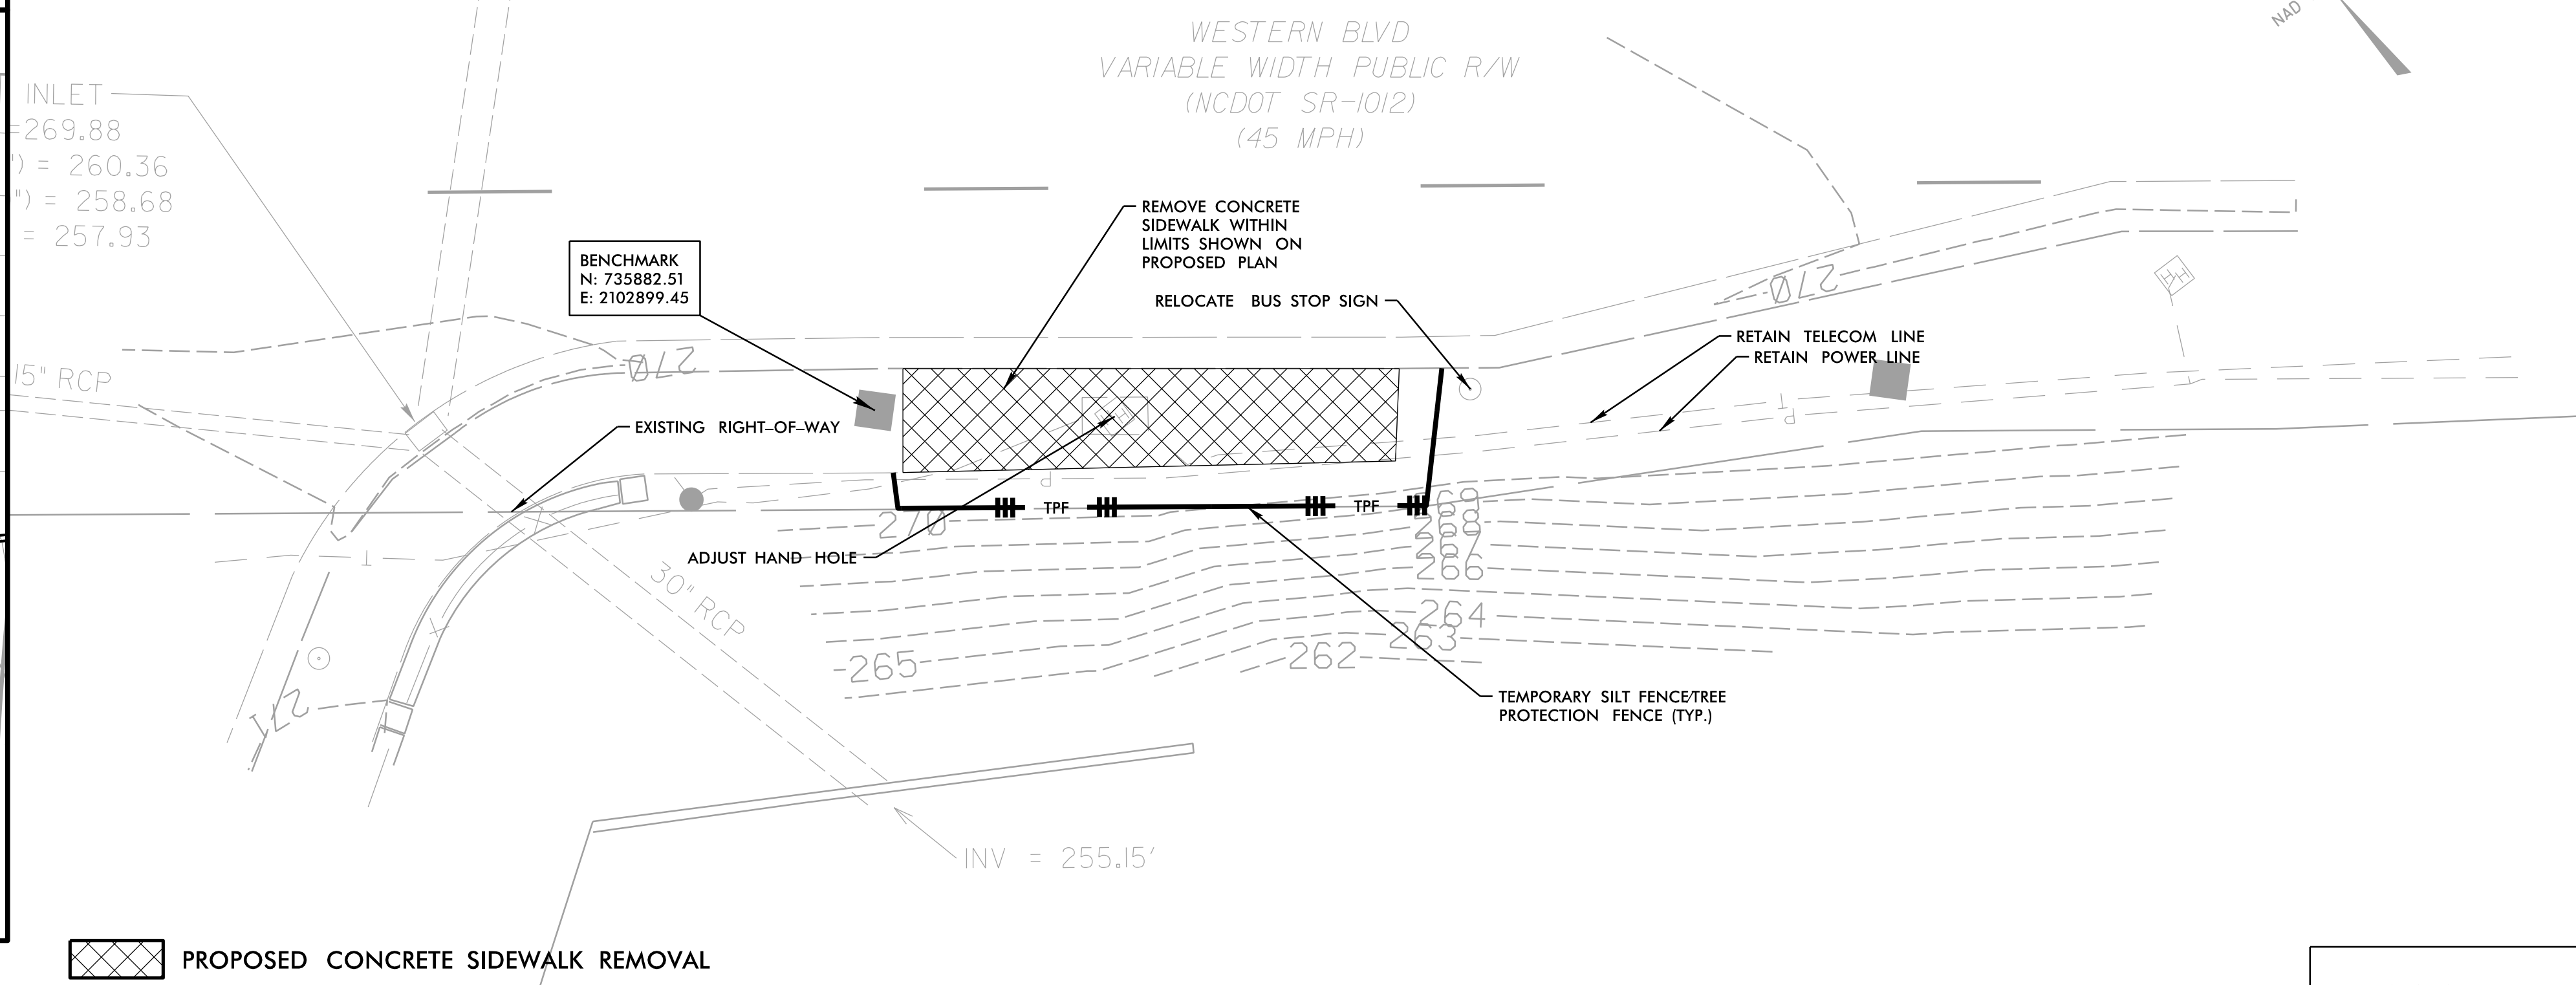 NAD
WESTERN BLVD
VARIABLE WIDTH PUBLIC R/W
(NCDOT SR-1012)
(45 MPH)
INLET
=269.88
") = 260.36
") = 258.68
= 257.93
15" RCP
BENCHMARK
N: 735882.51
E: 2102899.45
REMOVE CONCRETE
SIDEWALK WITHIN
LIMITS SHOWN ON
PROPOSED PLAN
RELOCATE BUS STOP SIGN
RETAIN TELECOM LINE
RETAIN POWER LINE
270
270
HH
HH
EXISTING RIGHT-OF-WAY
T
P
P
T
TPF
TPF
270
269
268
267
266
264
263
262
265
ADJUST HAND HOLE
30" RCP
271
TEMPORARY SILT FENCE/TREE
PROTECTION FENCE (TYP.)
INV = 255.15'
PROPOSED CONCRETE SIDEWALK REMOVAL